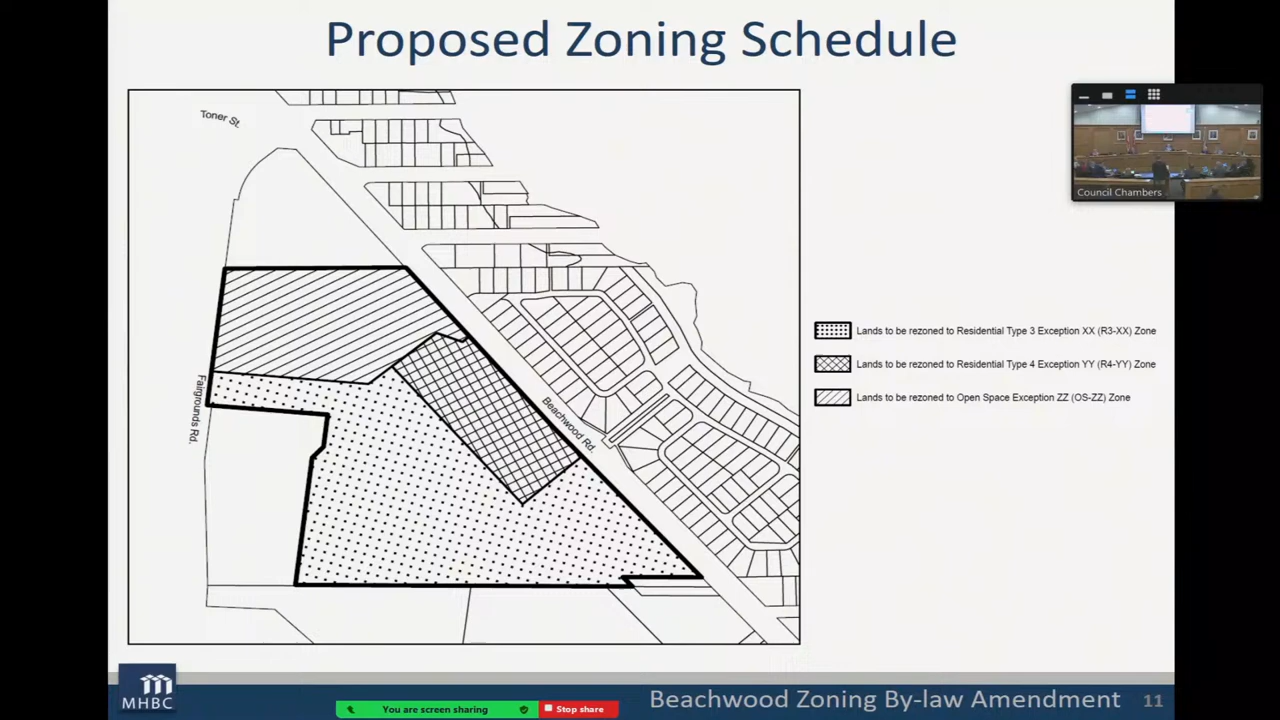 Proposed Zoning Schedule
Toner St.
Council Chambers
Lands to be rezoned to Residential Type 3 Exception XX (R3-XX) Zone
Lands to be rezoned to Residential Type 4 Exception YY (R4-YY) Zone
Lands to be rezoned to Open Space Exception ZZ (OS-ZZ) Zone
Fairgrounds Rd.
Beachwood Rd.
MHBC
Beachwood Zoning By-law Amendment 11
You are screen sharing
Stop share